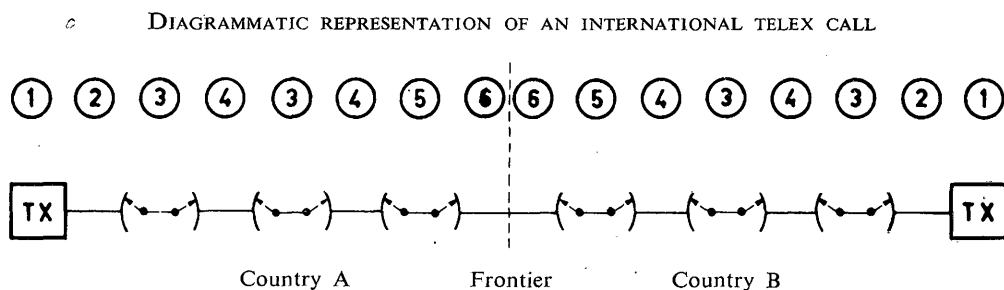 DIAGRAMMATIC REPRESENTATION OF AN INTERNATIONAL TELEX CALL
1 2 3 4 3 4 5 6 6 5 4 3 4 3 2 1
TX TX
Country A Frontier Country B